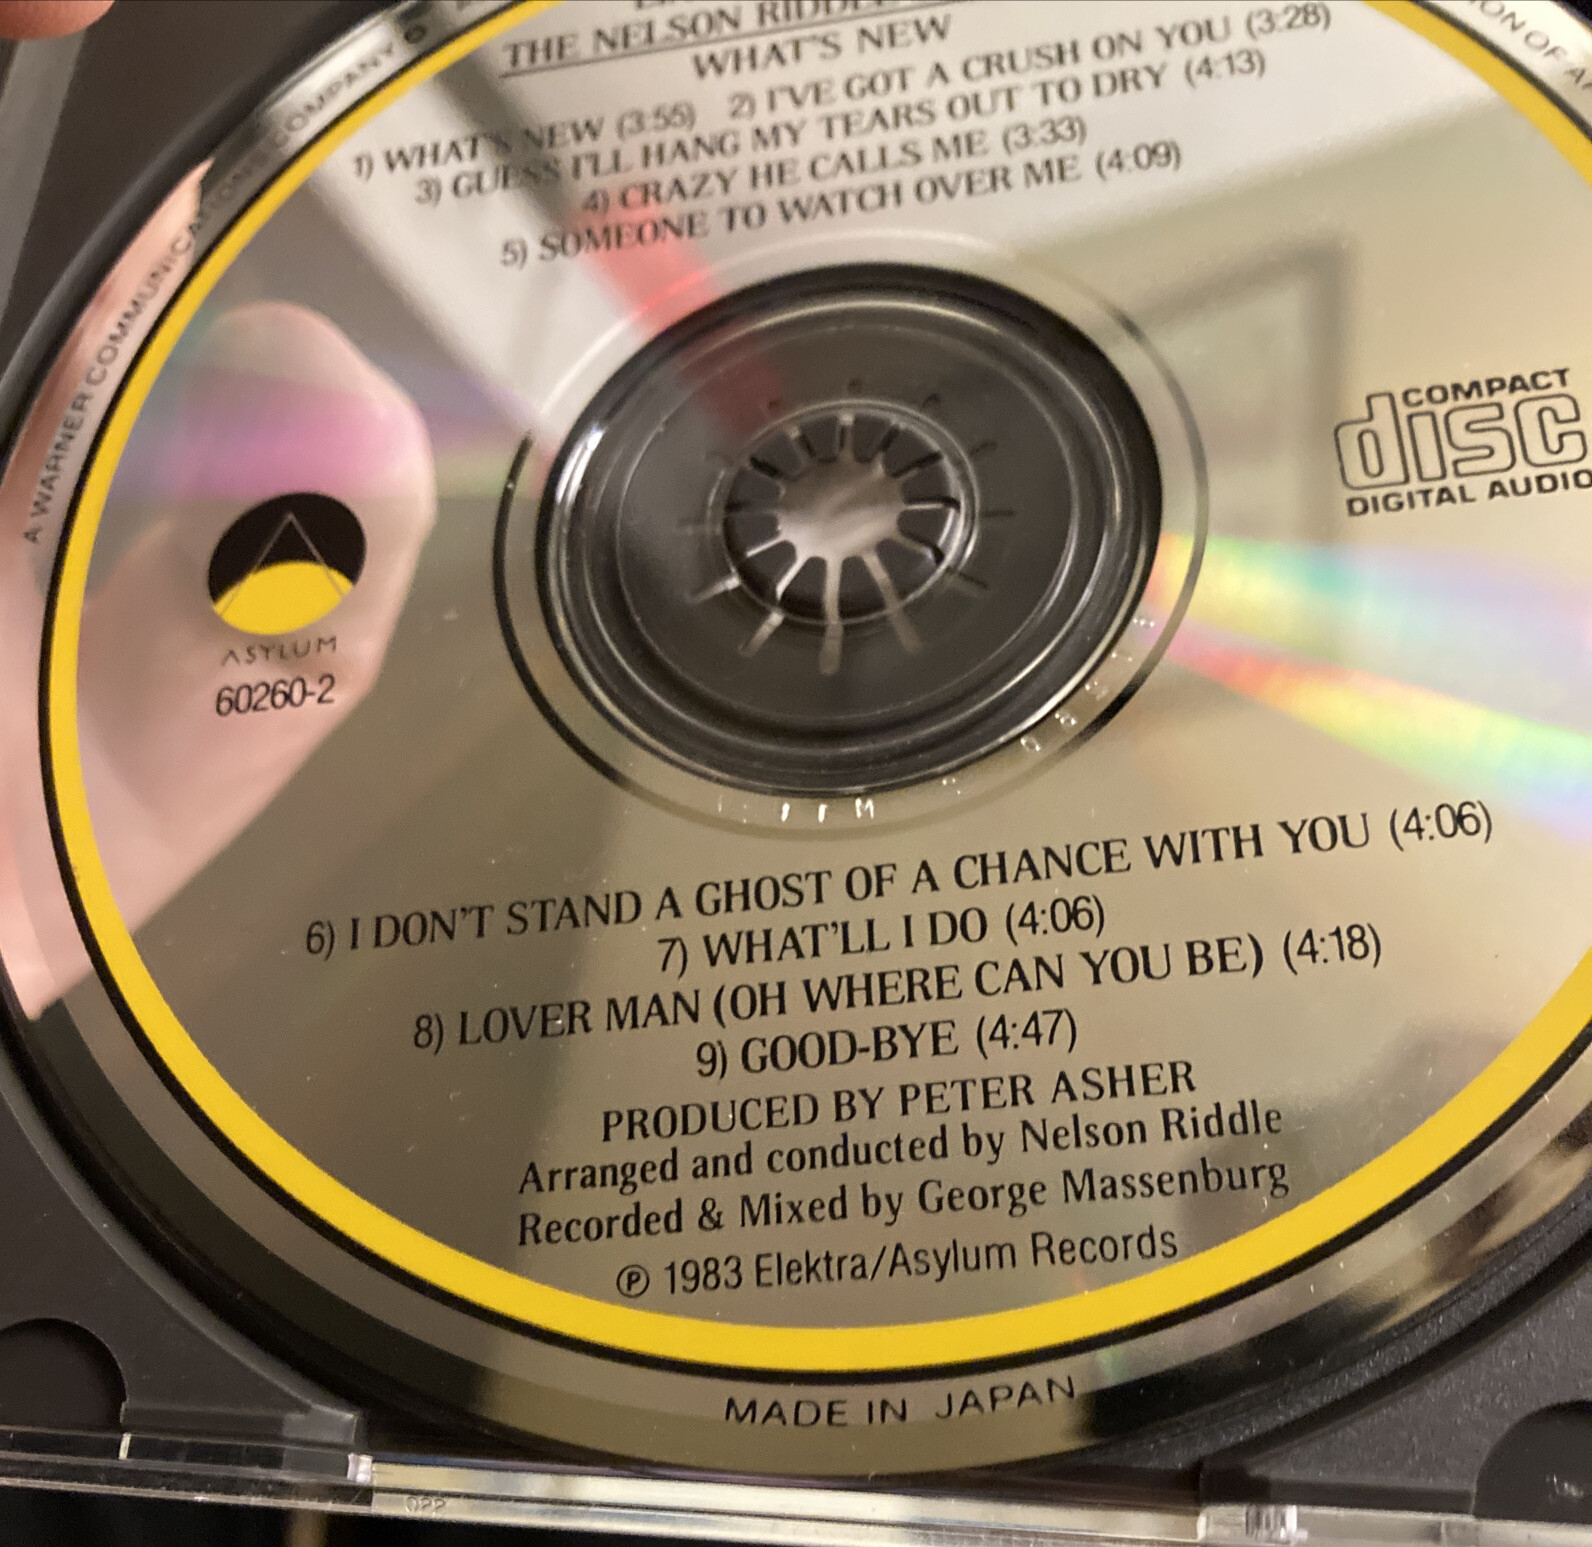 THE NELSON RIDDLE
WHAT'S NEW
1) WHAT'S NEW (3:55) 2) I'VE GOT A CRUSH ON YOU (3:28)
3) GUESS I'LL HANG MY TEARS OUT TO DRY (4:13)
4) CRAZY HE CALLS ME (3:33)
5) SOMEONE TO WATCH OVER ME (4:09)
A WARNER COMMUNICATIONS COMPANY
ON OF
COMPACT
disc
DIGITAL AUDIO
ASYLUM
60260-2
6) I DON'T STAND A GHOST OF A CHANCE WITH YOU (4:06)
7) WHAT'LL I DO (4:06)
8) LOVER MAN (OH WHERE CAN YOU BE) (4:18)
9) GOOD-BYE (4:47)
PRODUCED BY PETER ASHER
Arranged and conducted by Nelson Riddle
Recorded & Mixed by George Massenburg
℗ 1983 Elektra/Asylum Records
MADE IN JAPAN
022